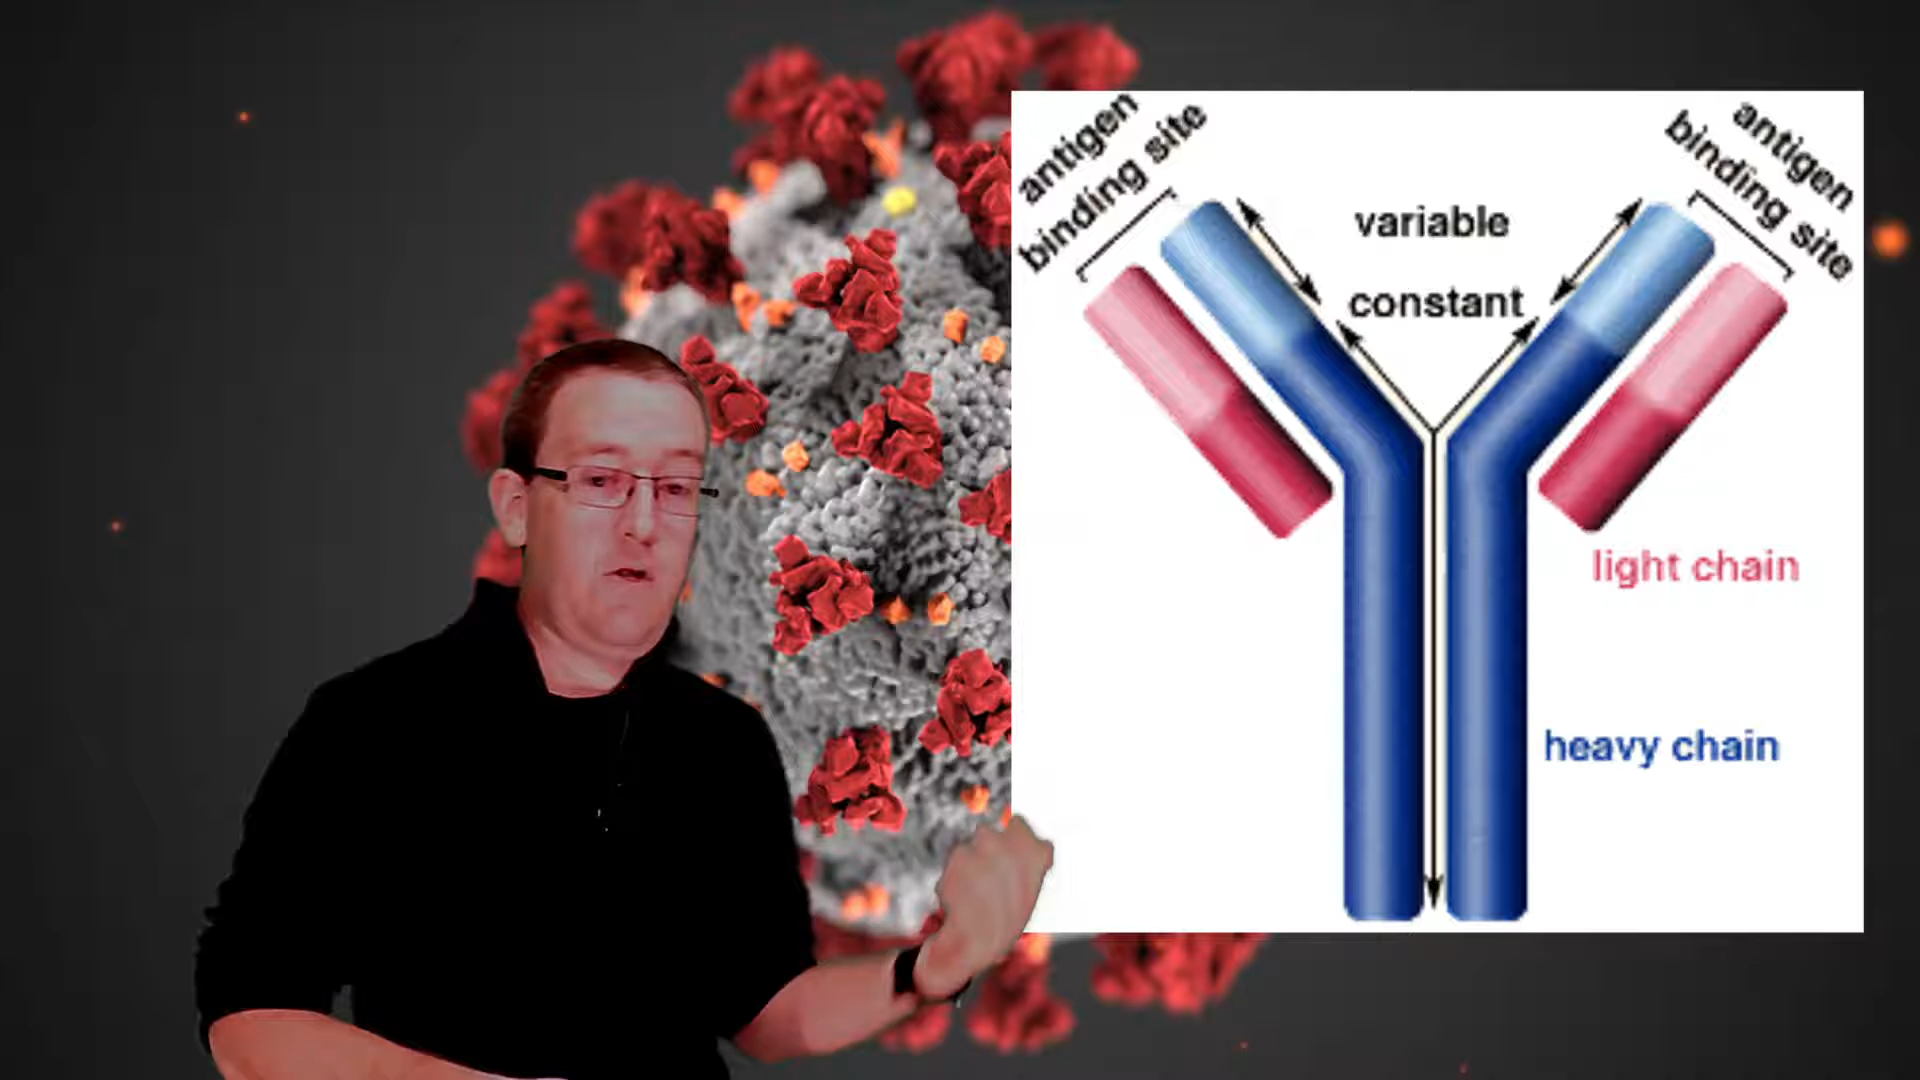 antigen
binding site
antigen
binding site
variable
constant
light chain
heavy chain